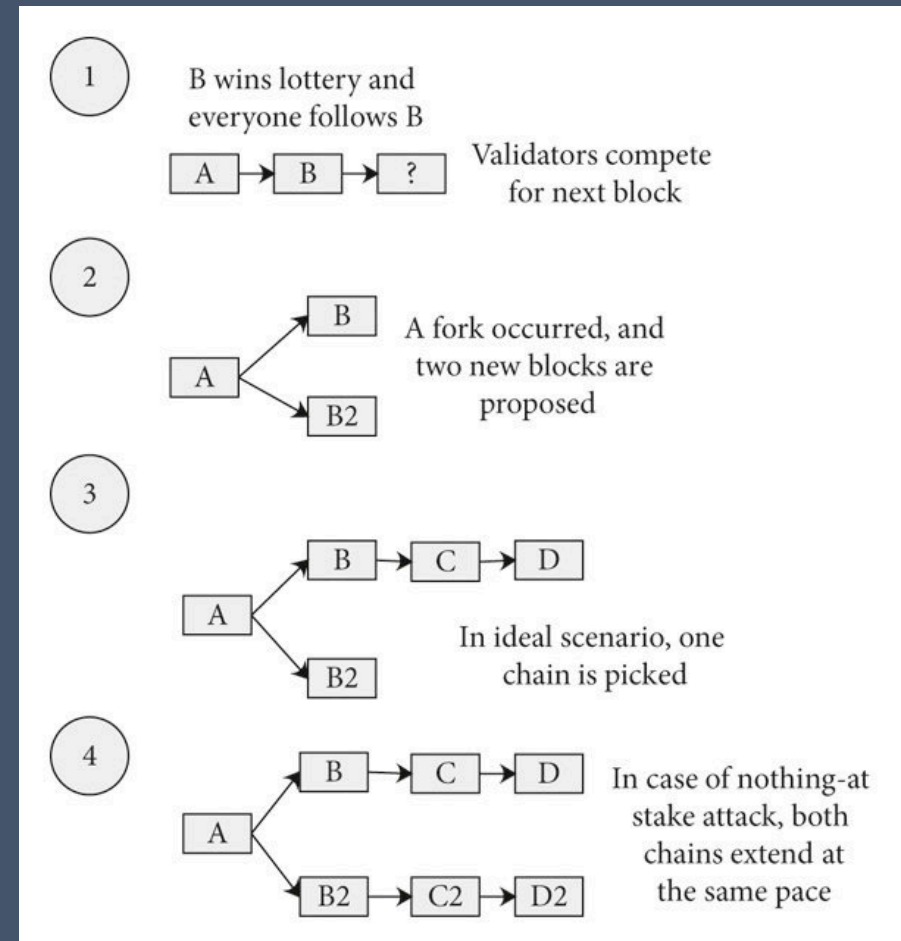 1
B wins lottery and
everyone follows B
A
B
?
Validators compete
for next block
2
B
A
B2
A fork occurred, and
two new blocks are
proposed
3
B
C
D
A
B2
In ideal scenario, one
chain is picked
4
B
C
D
A
B2
C2
D2
In case of nothing-at
stake attack, both
chains extend at
the same pace